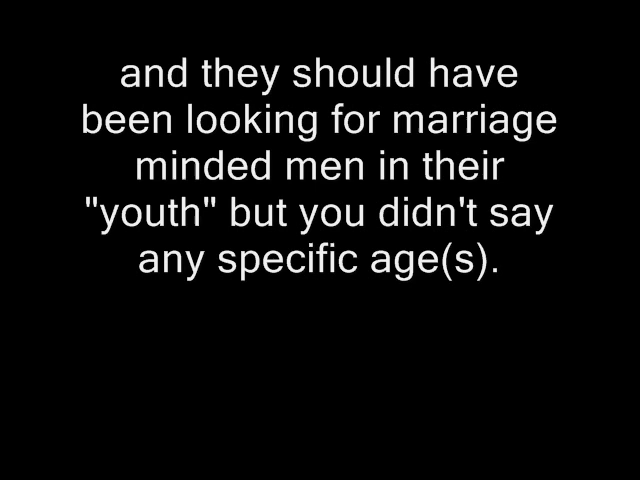 and they should have
been looking for marriage
minded men in their
"youth" but you didn't say
any specific age(s).